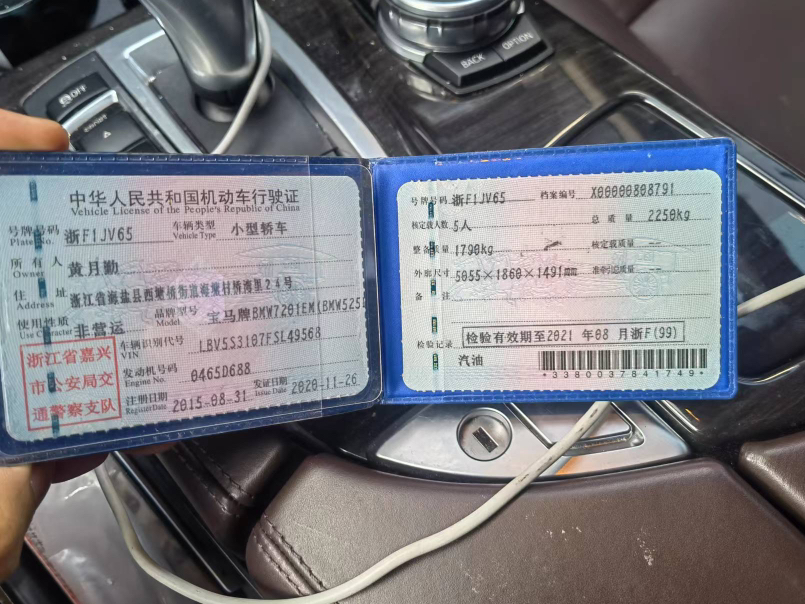 OFF
BACK
OPTION
中华人民共和国机动车行驶证
Vehicle License of the People's Republic of China
号牌号码 浙F1JV65 车辆类型 小型轿车
Plate No. Vehicle Type
所有人 黄月勤
Owner
住址 浙江省海盐县西塘桥街道
Address
使用性质 非营运 品牌型号 宝马牌BMW7201EM(BMW525
Use Character Model
浙江省嘉兴
市公安局交
通警察支队
车辆识别代号 LBV5S3107FSL49568
VIN
发动机号码 0465D688
Engine No.
注册日期 2015-08-31 发证日期 2020-11-26
Register Date Issue Date
号牌号码 浙F1JV65 档案编号 X00000808791
核定载人数 5人 总质量 2250kg
整备质量 1790kg 核定载质量 --
外廓尺寸 5055×1860×1491mm 准牵引总质量 --
备注
检验记录 检验有效期至2021 年08 月浙F(99)
汽油
*3380037841749*